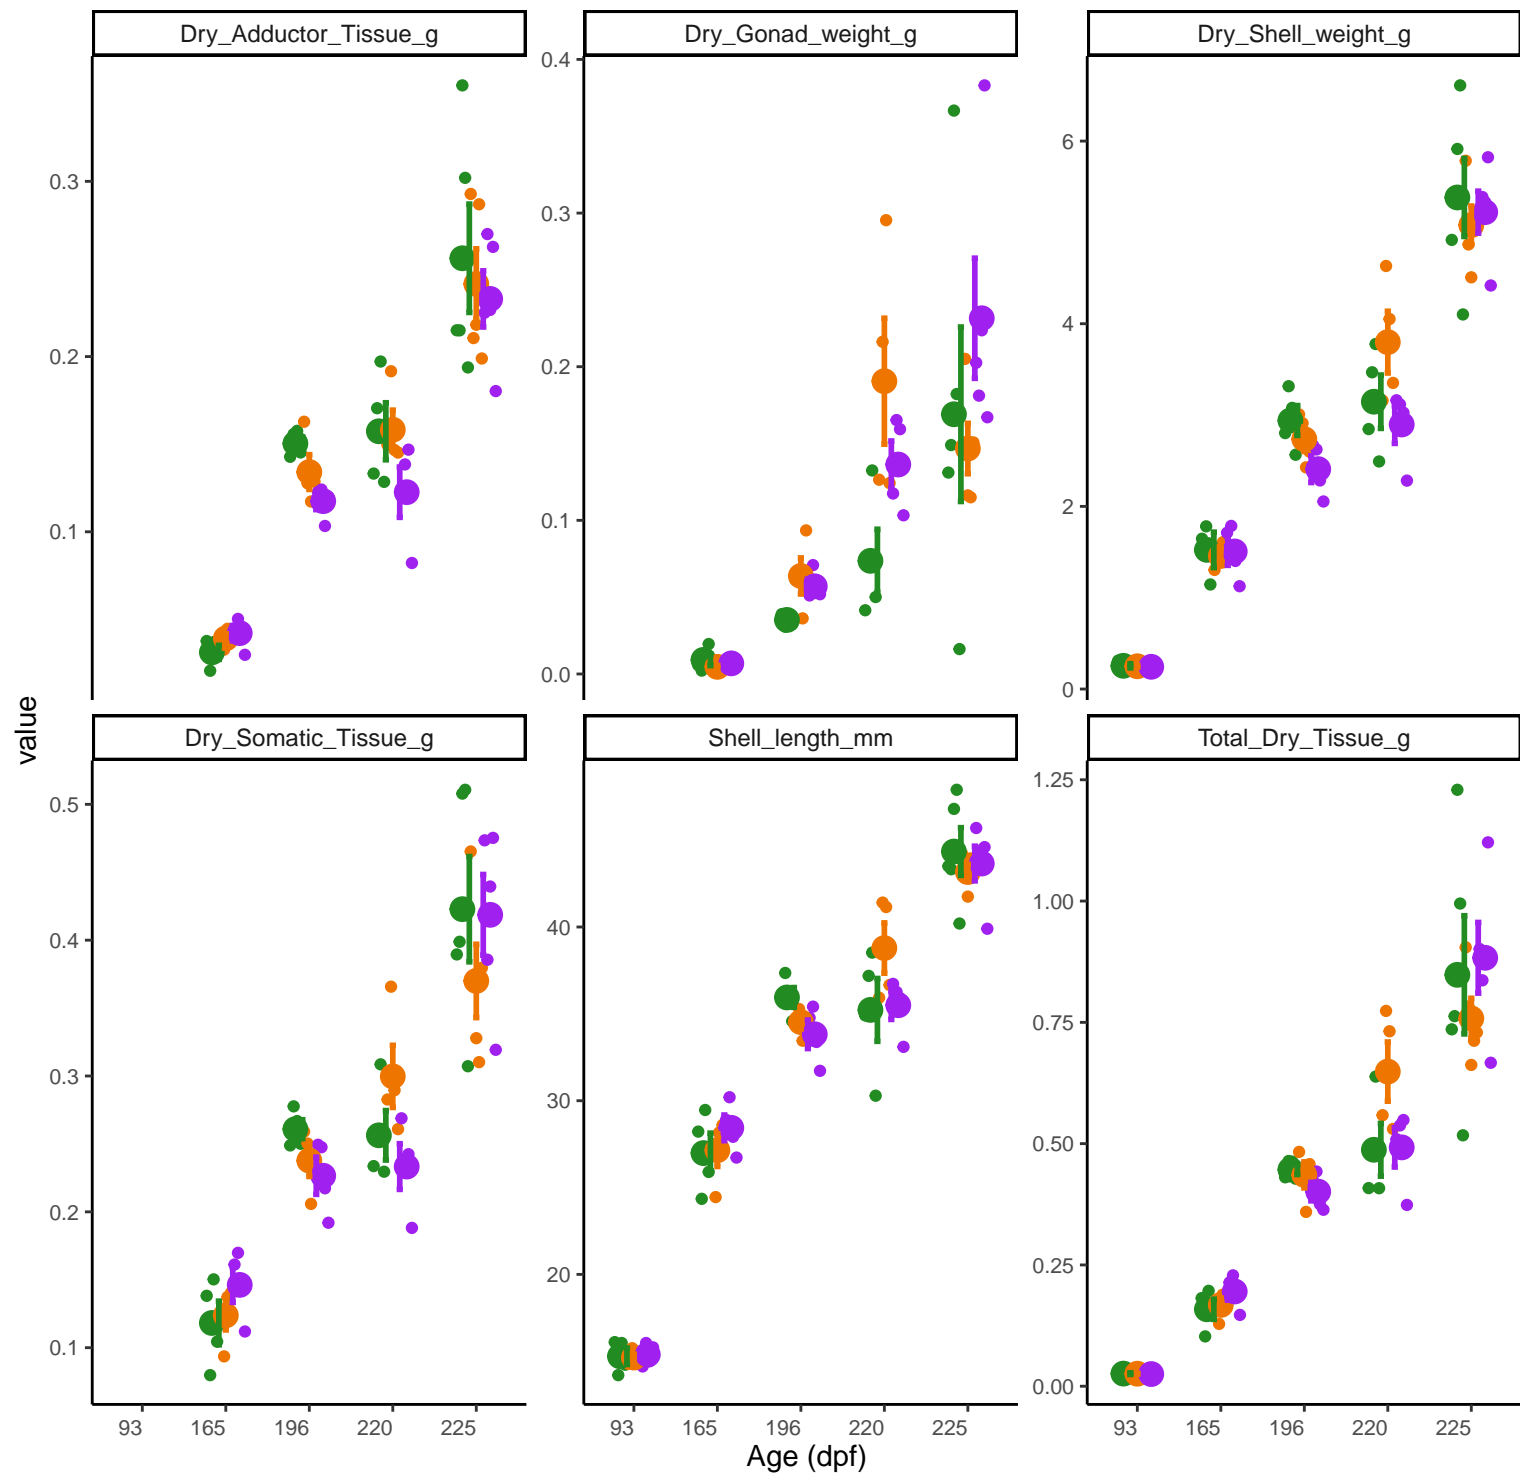 Dry_Adductor_Tissue_g
Dry_Gonad_weight_g
Dry_Shell_weight_g
0.3
0.2
0.1
0.4
0.3
0.2
0.1
0.0
6
4
2
0
value
Dry_Somatic_Tissue_g
Shell_length_mm
Total_Dry_Tissue_g
0.5
0.4
0.3
0.2
0.1
40
30
20
1.25
1.00
0.75
0.50
0.25
0.00
93 165 196 220 225
93 165 196 220 225
93 165 196 220 225
Age (dpf)